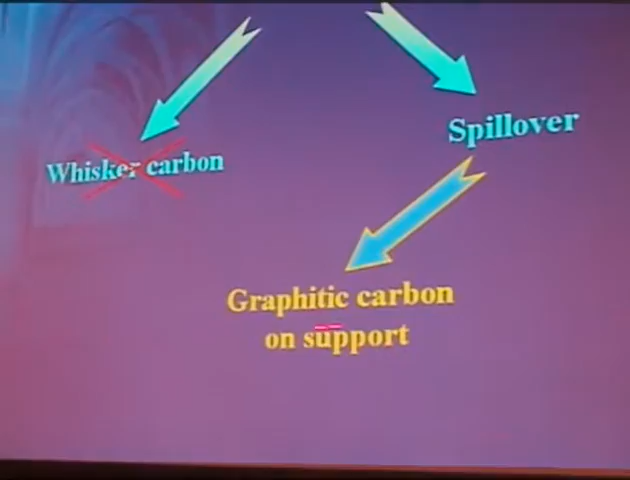 Whisker carbon
Spillover
Graphitic carbon
on support